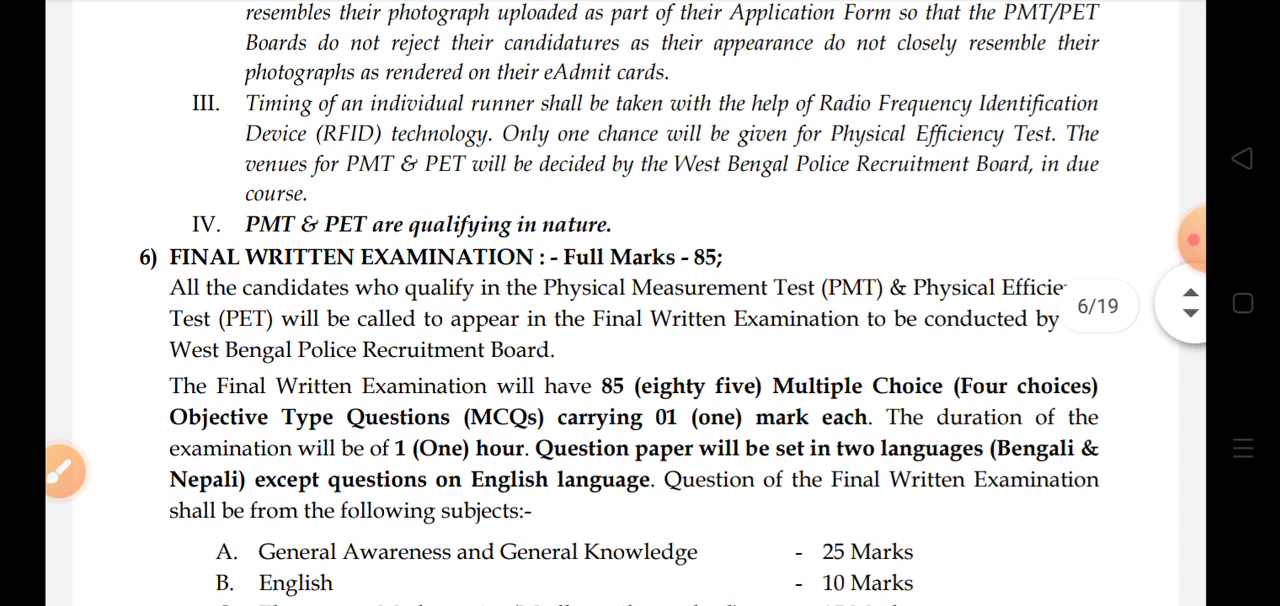 resembles their photograph uploaded as part of their Application Form so that the PMT/PET
Boards do not reject their candidatures as their appearance do not closely resemble their
photographs as rendered on their eAdmit cards.
III. Timing of an individual runner shall be taken with the help of Radio Frequency Identification
Device (RFID) technology. Only one chance will be given for Physical Efficiency Test. The
venues for PMT & PET will be decided by the West Bengal Police Recruitment Board, in due
course.
IV. PMT & PET are qualifying in nature.
6) FINAL WRITTEN EXAMINATION : - Full Marks - 85;
All the candidates who qualify in the Physical Measurement Test (PMT) & Physical Efficie
6/19
Test (PET) will be called to appear in the Final Written Examination to be conducted by
West Bengal Police Recruitment Board.
The Final Written Examination will have 85 (eighty five) Multiple Choice (Four choices)
Objective Type Questions (MCQs) carrying 01 (one) mark each. The duration of the
examination will be of 1 (One) hour. Question paper will be set in two languages (Bengali &
Nepali) except questions on English language. Question of the Final Written Examination
shall be from the following subjects:-
A. General Awareness and General Knowledge - 25 Marks
B. English - 10 Marks